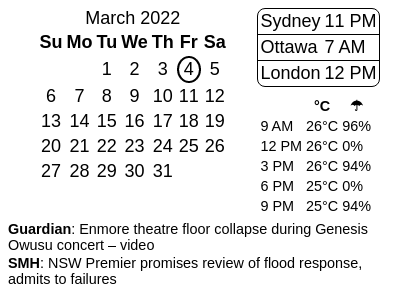 March 2022
Su Mo Tu We Th Fr Sa
1 2 3 4 5
6 7 8 9 10 11 12
13 14 15 16 17 18 19
20 21 22 23 24 25 26
27 28 29 30 31
Sydney 11 PM
Ottawa 7 AM
London 12 PM
°C ☂
9 AM 26°C 96%
12 PM 26°C 0%
3 PM 26°C 94%
6 PM 25°C 0%
9 PM 25°C 94%
Guardian: Enmore theatre floor collapse during Genesis
Owusu concert – video
SMH: NSW Premier promises review of flood response,
admits to failures